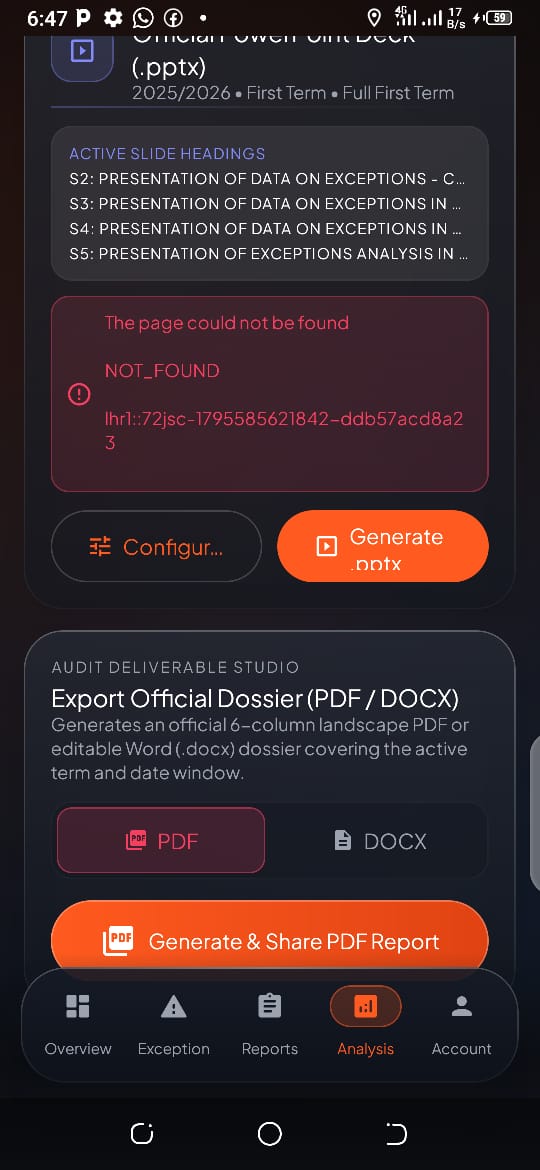 6:47
4G
17
B/s
59
Official PowerPoint Deck
(.pptx)
2025/2026 • First Term • Full First Term
ACTIVE SLIDE HEADINGS
S2: PRESENTATION OF DATA ON EXCEPTIONS - C...
S3: PRESENTATION OF DATA ON EXCEPTIONS IN ...
S4: PRESENTATION OF DATA ON EXCEPTIONS IN ...
S5: PRESENTATION OF EXCEPTIONS ANALYSIS IN ...
The page could not be found
NOT_FOUND
lhr1::72jsc-1795585621842-ddb57acd8a2
3
Configur...
Generate
.pptx
AUDIT DELIVERABLE STUDIO
Export Official Dossier (PDF / DOCX)
Generates an official 6-column landscape PDF or
editable Word (.docx) dossier covering the active
term and date window.
PDF
PDF
DOCX
PDF
Generate & Share PDF Report
Overview
Exception
Reports
Analysis
Account